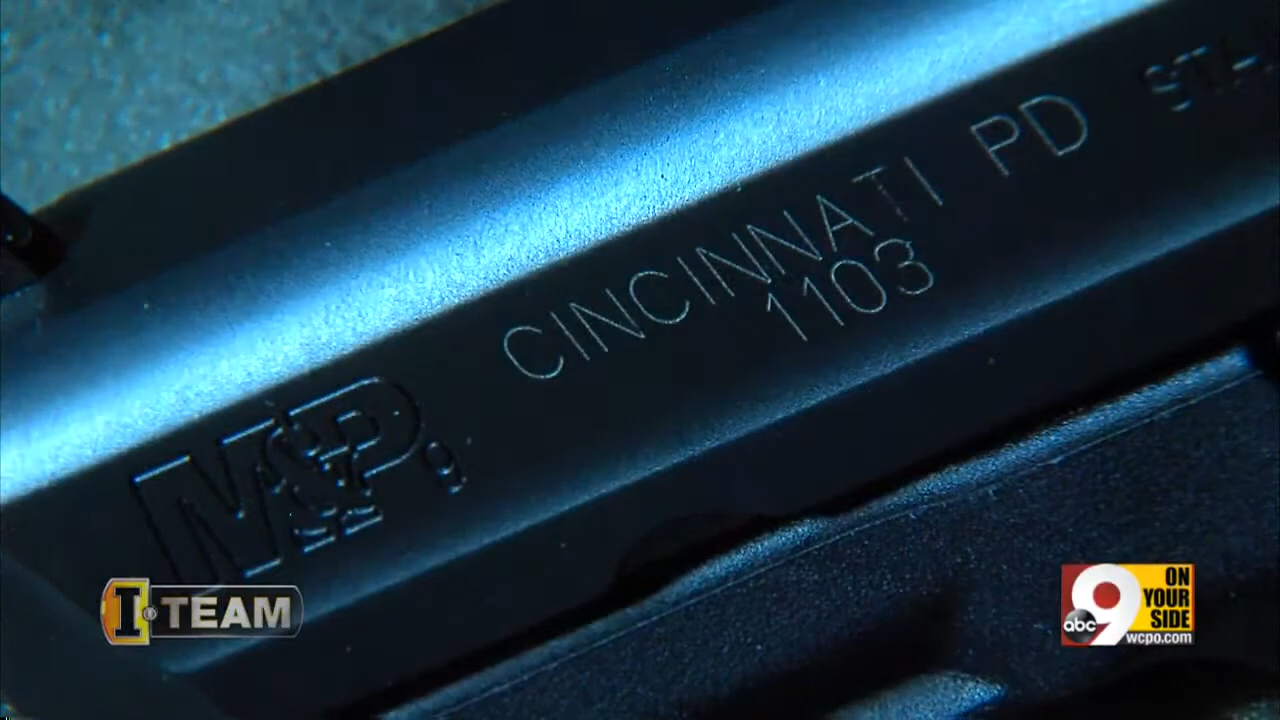 CINCINNATI PD
1103
M&P 9
I TEAM
9
abc
ON
YOUR
SIDE
wcpo.com